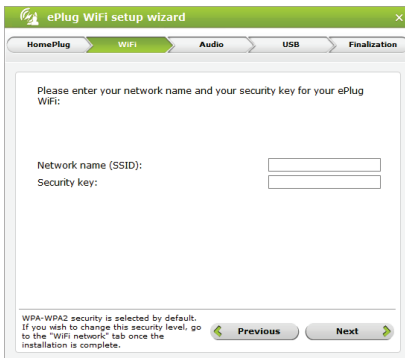 ePlug WiFi setup wizard
HomePlug WiFi Audio USB Finalization
Please enter your network name and your security key for your ePlug
WiFi:
Network name (SSID):
Security key:
WPA-WPA2 security is selected by default.
If you wish to change this security level, go
to the "WiFi network" tab once the
installation is complete.
Previous Next